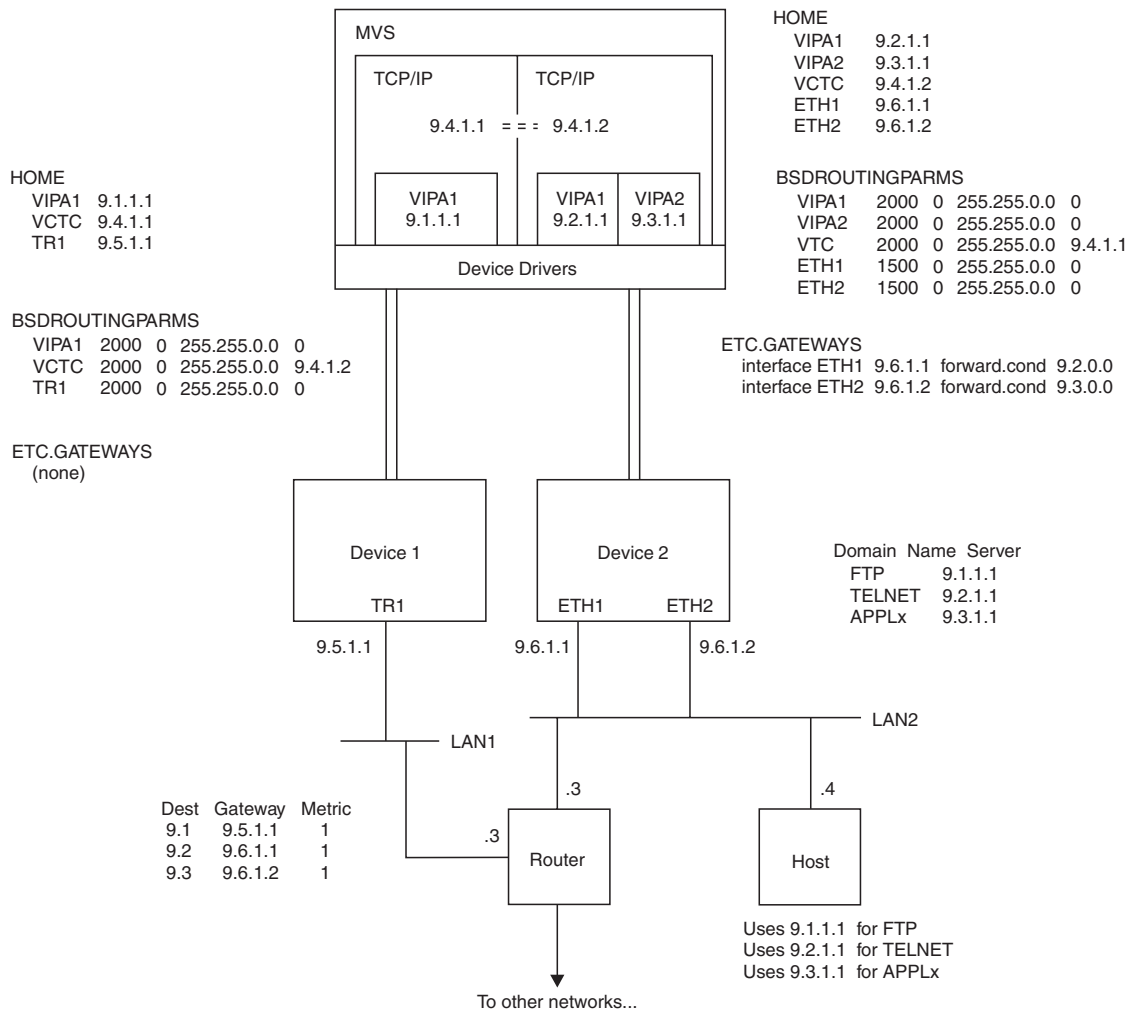 MVS
TCP/IP
TCP/IP
9.4.1.1 = = = 9.4.1.2
VIPA1
9.1.1.1
VIPA1
9.2.1.1
VIPA2
9.3.1.1
Device Drivers
HOME
VIPA1 9.2.1.1
VIPA2 9.3.1.1
VCTC 9.4.1.2
ETH1 9.6.1.1
ETH2 9.6.1.2
HOME
VIPA1 9.1.1.1
VCTC 9.4.1.1
TR1 9.5.1.1
BSDROUTINGPARMS
VIPA1 2000 0 255.255.0.0 0
VIPA2 2000 0 255.255.0.0 0
VTC 2000 0 255.255.0.0 9.4.1.1
ETH1 1500 0 255.255.0.0 0
ETH2 1500 0 255.255.0.0 0
BSDROUTINGPARMS
VIPA1 2000 0 255.255.0.0 0
VCTC 2000 0 255.255.0.0 9.4.1.2
TR1 2000 0 255.255.0.0 0
ETC.GATEWAYS
interface ETH1 9.6.1.1 forward.cond 9.2.0.0
interface ETH2 9.6.1.2 forward.cond 9.3.0.0
ETC.GATEWAYS
(none)
Device 1
TR1
Device 2
ETH1 ETH2
Domain Name Server
FTP 9.1.1.1
TELNET 9.2.1.1
APPLx 9.3.1.1
9.5.1.1
9.6.1.1
9.6.1.2
LAN2
LAN1
.3
.4
Dest Gateway Metric
9.1 9.5.1.1 1
9.2 9.6.1.1 1
9.3 9.6.1.2 1
.3
Router
Host
Uses 9.1.1.1 for FTP
Uses 9.2.1.1 for TELNET
Uses 9.3.1.1 for APPLx
To other networks...